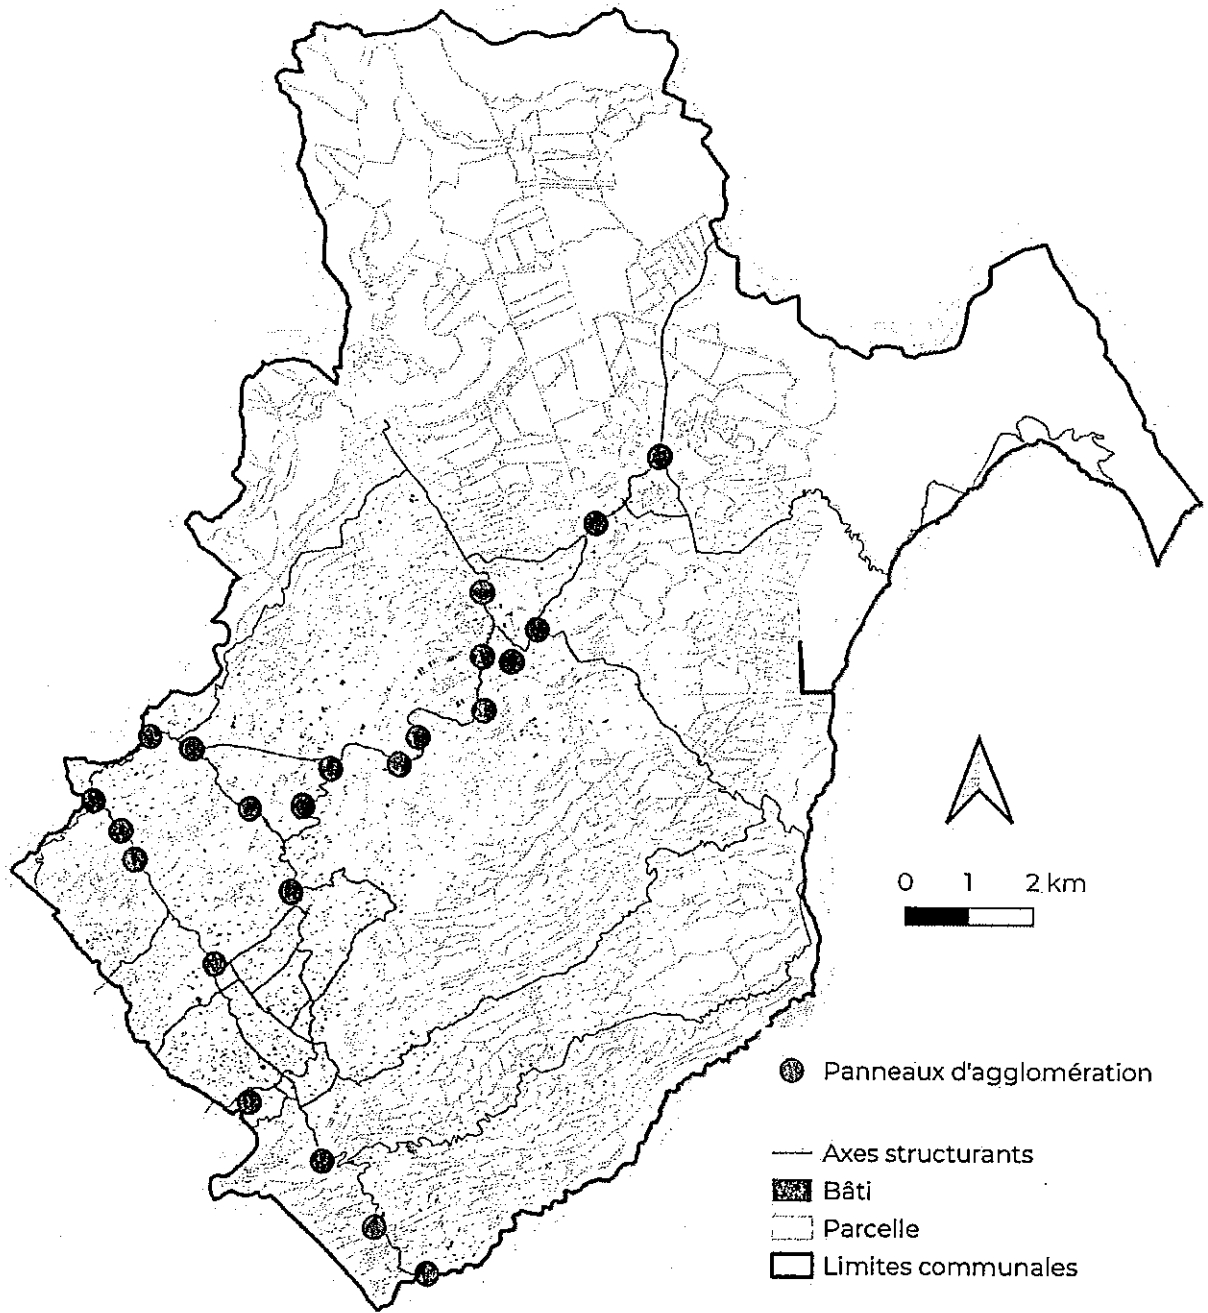 0 1 2 km
Panneaux d'agglomération
Axes structurants
Bâti
Parcelle
Limites communales